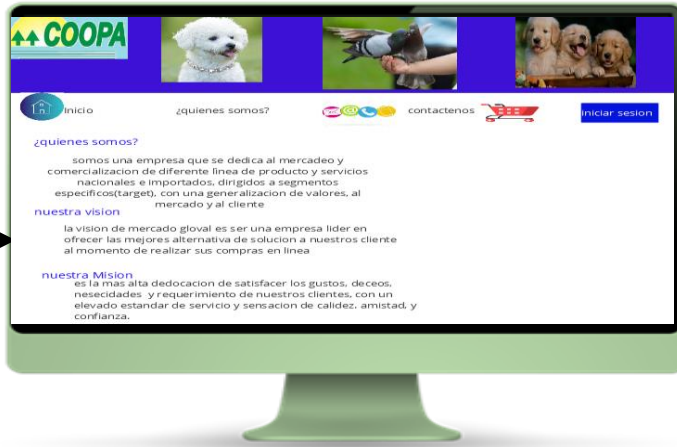 COOPA
Inicio
¿quienes somos?
contactenos
iniciar sesion
¿quienes somos?
somos una empresa que se dedica al mercadeo y
comercializacion de diferente linea de producto y servicios
nacionales e importados, dirigidos a segmentos
especificos(target), con una generalizacion de valores, al
mercado y al cliente
nuestra vision
la vision de mercado gloval es ser una empresa lider en
ofrecer las mejores alternativa de solucion a nuestros cliente
al momento de realizar sus compras en linea
nuestra Mision
es la mas alta dedocacion de satisfacer los gustos, deceos,
nesecidades y requerimiento de nuestros clientes, con un
elevado estandar de servicio y sensacion de calidez, amistad, y
confianza.